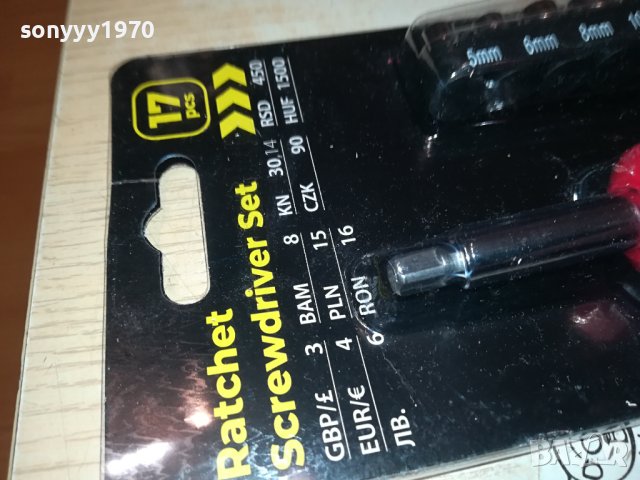 sonyyy1970
17
pcs
Ratchet
Screwdriver Set
GBP/£ 3 BAM 8 KN 30,14 RSD 450
EUR/€ 4 PLN 15 CZK 90 HUF 1500
ЛВ. 6 RON 16
5mm 6mm 8mm